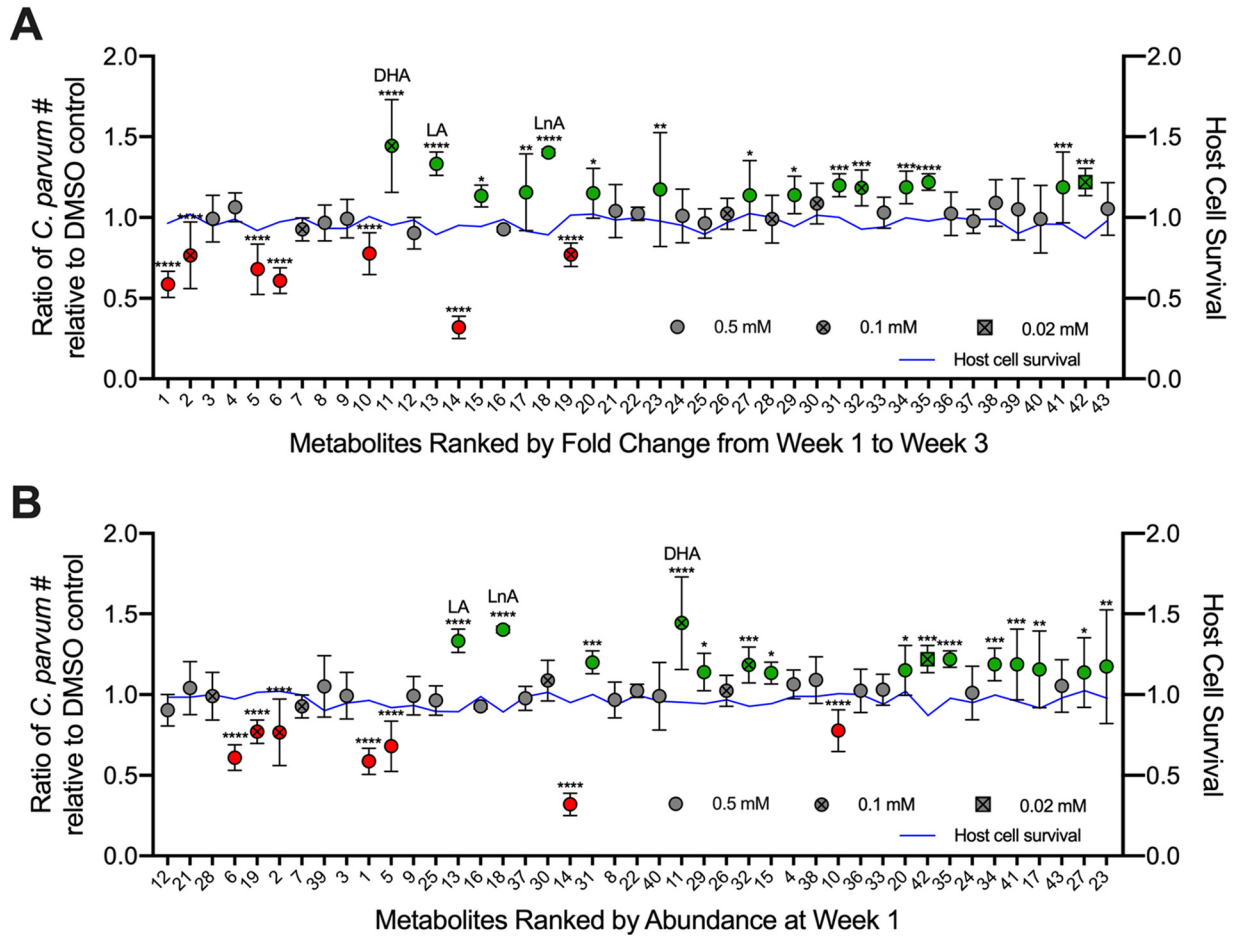 A
DHA
****
LA
****
LnA
****
**** **** **** **** **** **** * ** **** * ** * * *** *** *** **** *** ***
2.0
1.5
1.0
0.5
0.0
Ratio of C. parvum #
relative to DMSO control
2.0
1.5
1.0
0.5
0.0
Host Cell Survival
0.5 mM 0.1 mM 0.02 mM
Host cell survival
1 2 3 4 5 6 7 8 9 10 11 12 13 14 15 16 17 18 19 20 21 22 23 24 25 26 27 28 29 30 31 32 33 34 35 36 37 38 39 40 41 42 43
Metabolites Ranked by Fold Change from Week 1 to Week 3
B
DHA
****
LA
****
LnA
****
**** **** **** **** **** **** *** * *** * **** * *** **** *** *** ** * **
2.0
1.5
1.0
0.5
0.0
Ratio of C. parvum #
relative to DMSO control
2.0
1.5
1.0
0.5
0.0
Host Cell Survival
0.5 mM 0.1 mM 0.02 mM
Host cell survival
12 21 28 6 19 2 7 39 3 1 5 9 25 13 16 18 37 30 14 31 8 22 40 11 29 26 32 15 4 38 10 36 33 20 42 35 24 34 41 17 43 27 23
Metabolites Ranked by Abundance at Week 1